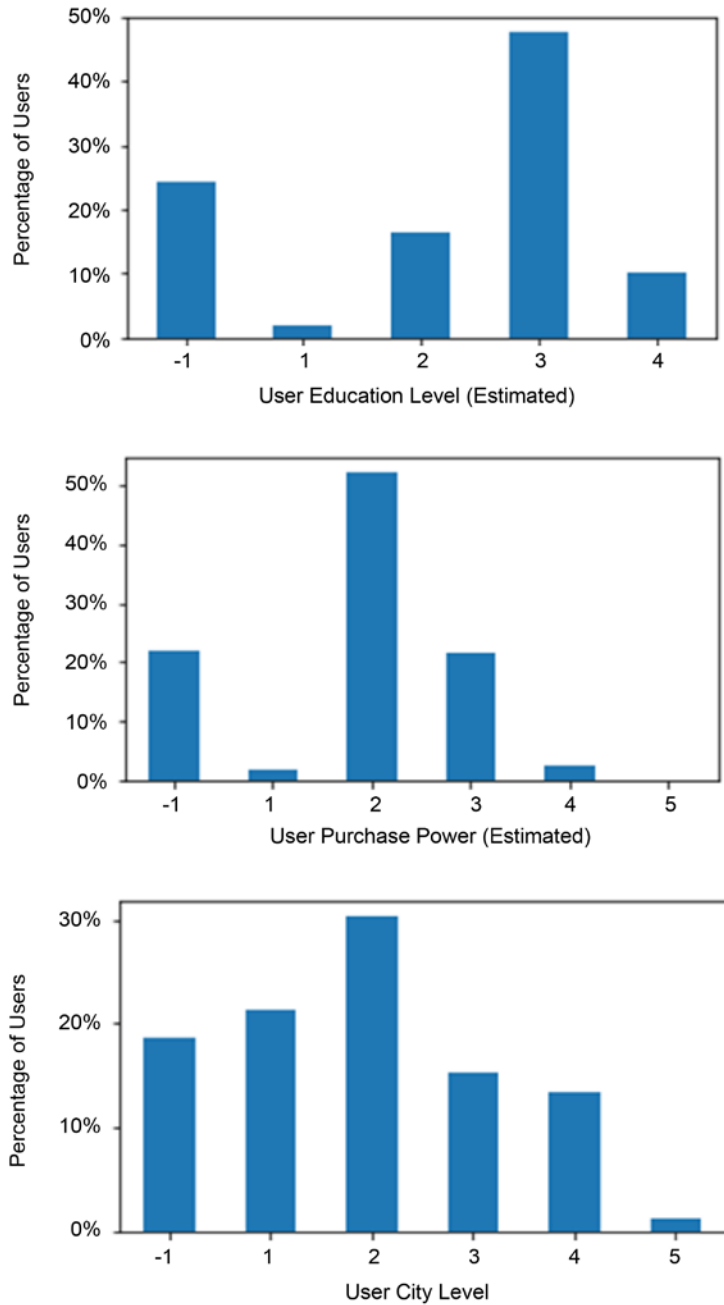 50%
40%
30%
20%
10%
0%
Percentage of Users
-1 1 2 3 4
User Education Level (Estimated)
50%
40%
30%
20%
10%
0%
Percentage of Users
-1 1 2 3 4 5
User Purchase Power (Estimated)
30%
20%
10%
0%
Percentage of Users
-1 1 2 3 4 5
User City Level